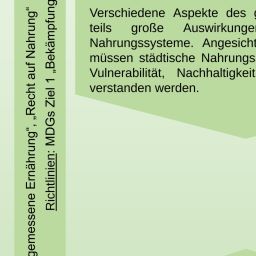 gemessene Ernährung“, „Recht auf Nahrung“
Richtlinien: MDGs Ziel 1 „Bekämpfung
Verschiedene Aspekte des
teils große Auswirkungen
Nahrungssysteme. Angesicht
müssen städtische Nahrungs
Vulnerabilität, Nachhaltigkeit
verstanden werden.